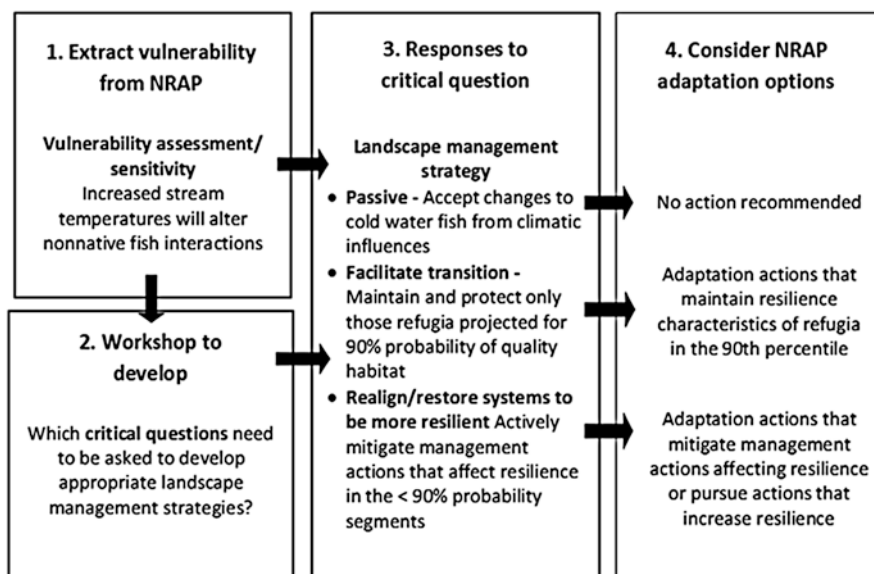 1. Extract vulnerability
from NRAP
Vulnerability assessment/
sensitivity
Increased stream
temperatures will alter
nonnative fish interactions
2. Workshop to
develop
Which critical questions need
to be asked to develop
appropriate landscape
management strategies?
3. Responses to
critical question
Landscape management
strategy
• Passive - Accept changes to
cold water fish from climatic
influences
• Facilitate transition -
Maintain and protect only
those refugia projected for
90% probability of quality
habitat
• Realign/restore systems to
be more resilient Actively
mitigate management
actions that affect resilience
in the < 90% probability
segments
4. Consider NRAP
adaptation options
No action recommended
Adaptation actions that
maintain resilience
characteristics of refugia
in the 90th percentile
Adaptation actions that
mitigate management
actions affecting resilience
or pursue actions that
increase resilience